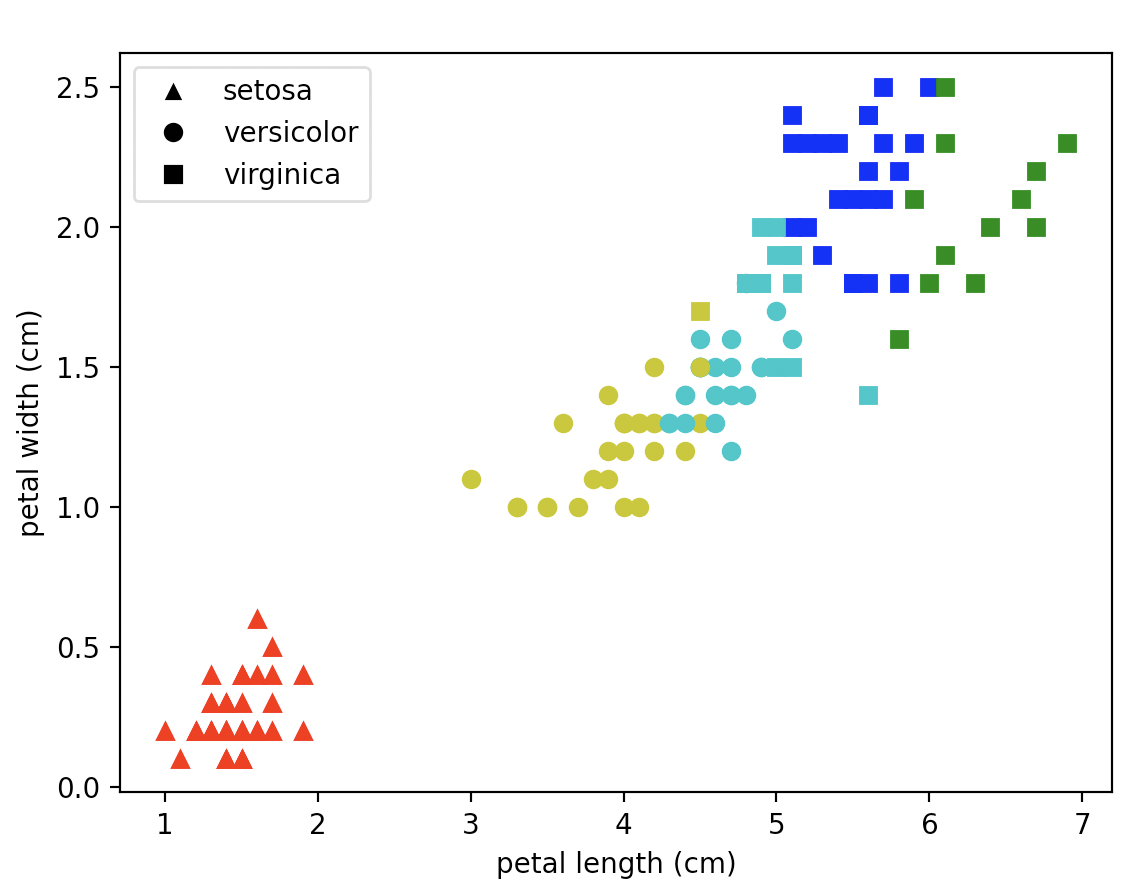 setosa
versicolor
virginica
2.5
2.0
1.5
1.0
0.5
0.0
petal width (cm)
1 2 3 4 5 6 7
petal length (cm)